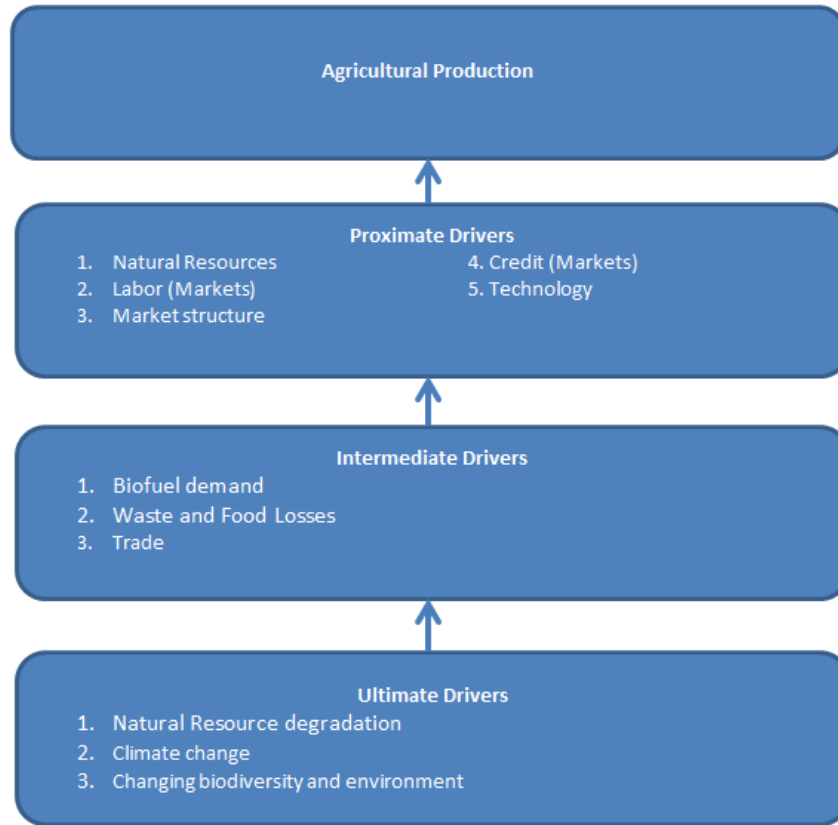 Agricultural Production
Proximate Drivers
1. Natural Resources
2. Labor (Markets)
3. Market structure
4. Credit (Markets)
5. Technology
Intermediate Drivers
1. Biofuel demand
2. Waste and Food Losses
3. Trade
Ultimate Drivers
1. Natural Resource degradation
2. Climate change
3. Changing biodiversity and environment